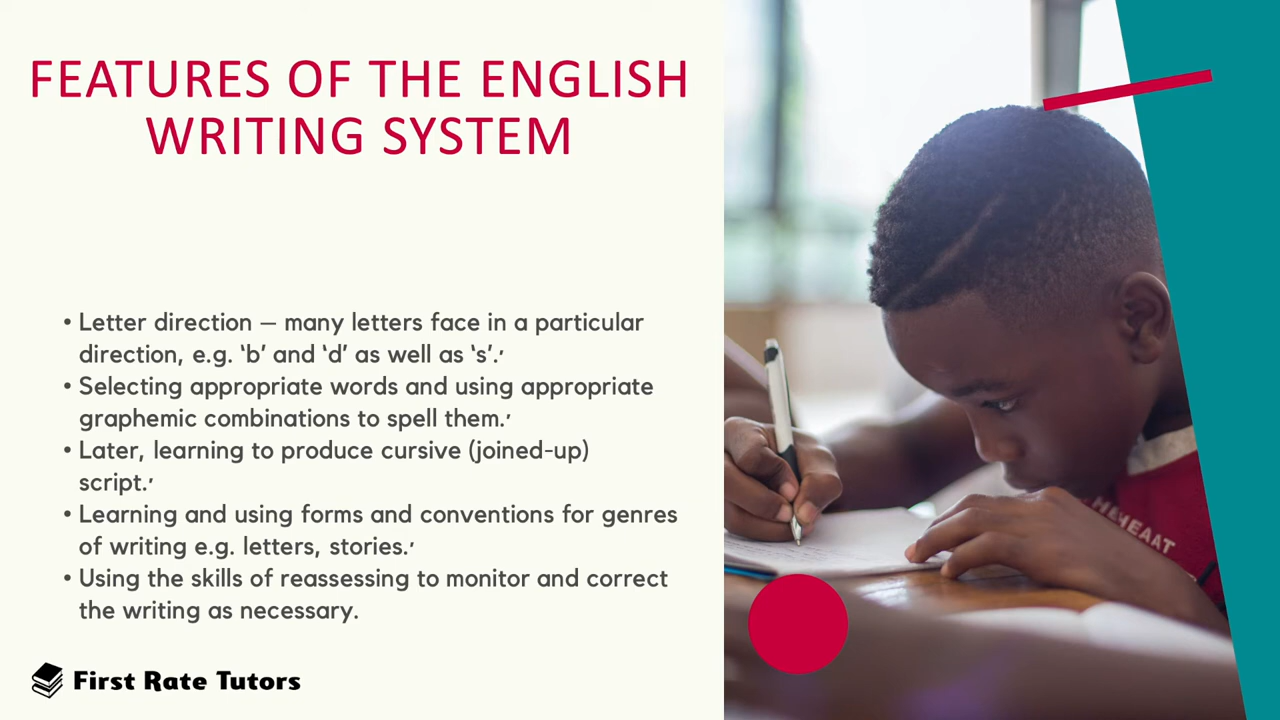 FEATURES OF THE ENGLISH
WRITING SYSTEM
• Letter direction – many letters face in a particular
direction, e.g. ‘b’ and ‘d’ as well as ‘s’.’
• Selecting appropriate words and using appropriate
graphemic combinations to spell them.’
• Later, learning to produce cursive (joined-up)
script.’
• Learning and using forms and conventions for genres
of writing e.g. letters, stories.’
• Using the skills of reassessing to monitor and correct
the writing as necessary.
First Rate Tutors